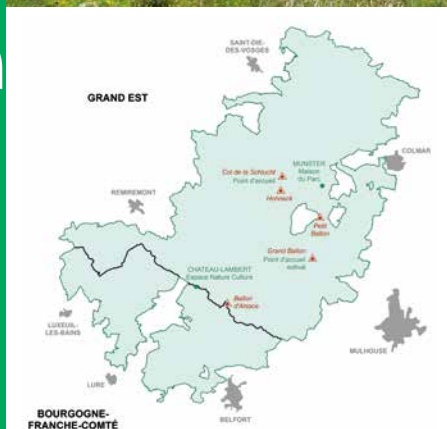 SAINT-DIÉ-
DES-VOSGES
GRAND EST
COLMAR
MUNSTER
Maison
du Parc
Col de la Schlucht
Point d'accueil
Hohneck
REMIREMONT
Petit
Ballon
Grand Ballon
Point d'accueil
estival
CHATEAU-LAMBERT
Espace Nature Culture
Ballon
d'Alsace
LUXEUIL-
LES-BAINS
MULHOUSE
LURE
BELFORT
BOURGOGNE-
FRANCHE-COMTÉ